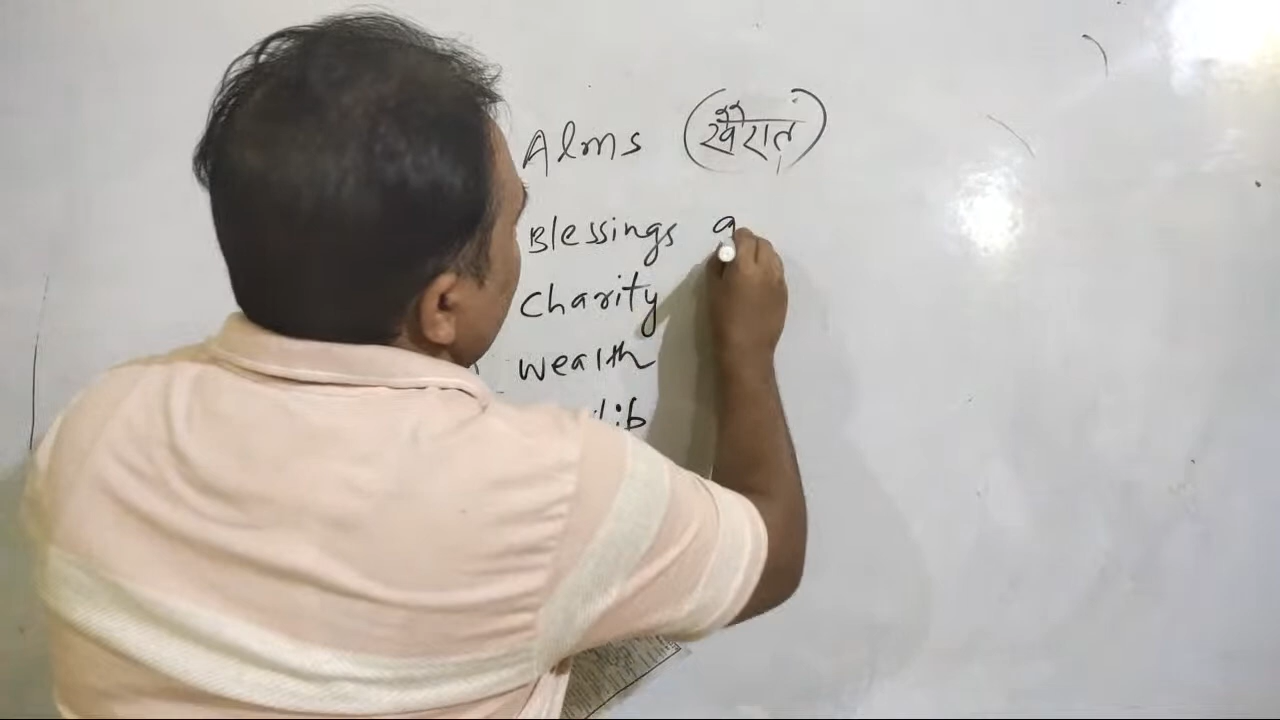 Alms (खैरात)
Blessings
Charity
Wealth